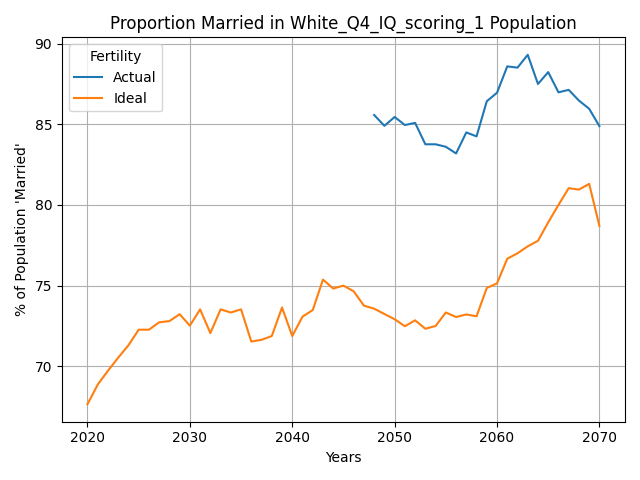 Proportion Married in White_Q4_IQ_scoring_1 Population
Fertility
Actual
Ideal
% of Population 'Married'
90
85
80
75
70
2020 2030 2040 2050 2060 2070
Years